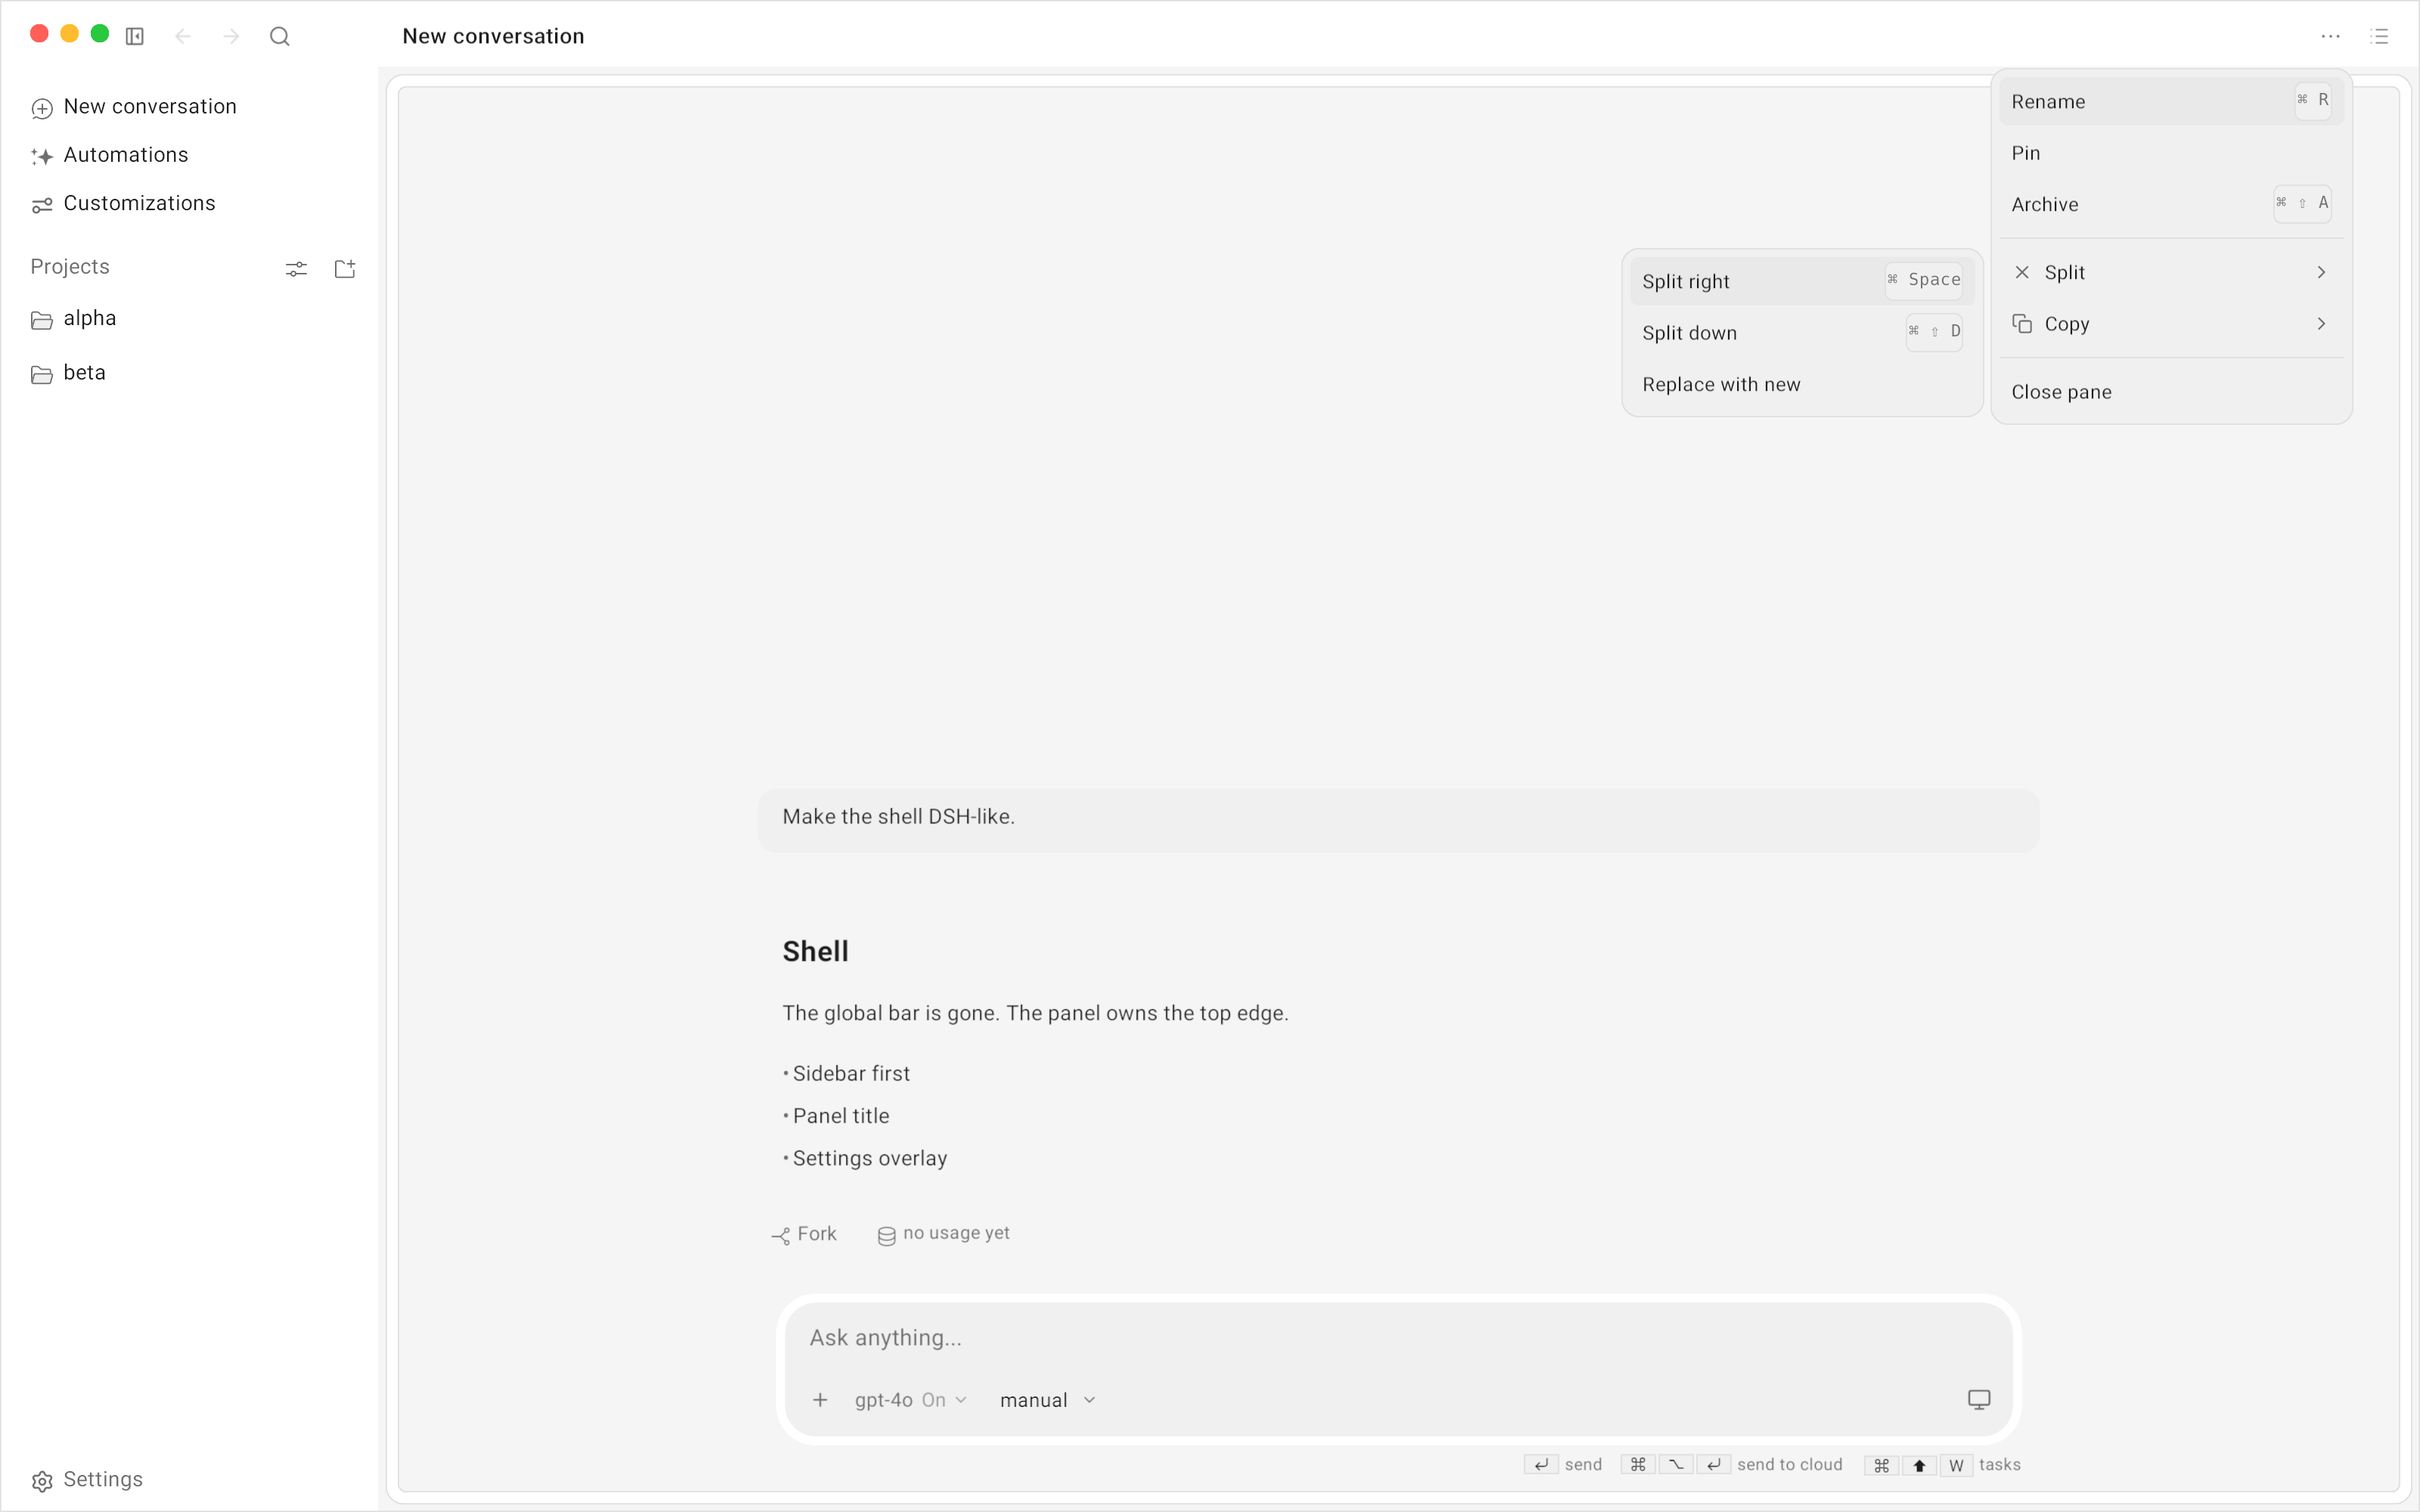 New conversation
New conversation
Automations
Customizations
Projects
alpha
beta
Settings
Rename ⌘ R
Pin
Archive ⌘ ⇧ A
Split
Copy
Close pane
Split right ⌘ Space
Split down ⌘ ⇧ D
Replace with new
Make the shell DSH-like.
Shell
The global bar is gone. The panel owns the top edge.
• Sidebar first
• Panel title
• Settings overlay
Fork no usage yet
Ask anything...
gpt-4o On manual
↵ send ⌘ ⌥ ↵ send to cloud ⌘ ⬆ W tasks